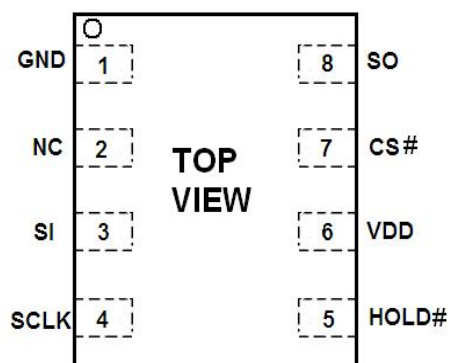 GND 1 8 SO
NC 2 7 CS#
TOP
VIEW
SI 3 6 VDD
SCLK 4 5 HOLD#